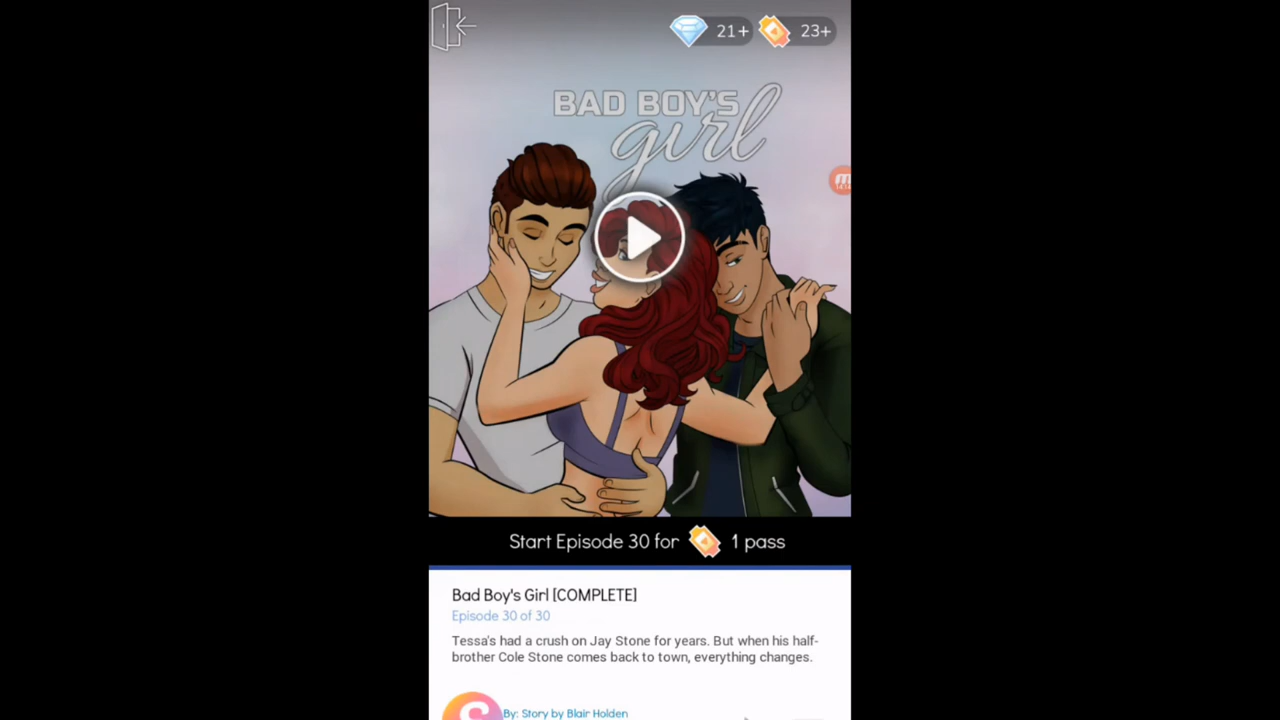 21+ 23+
BAD BOY'S
girl
Start Episode 30 for 1 pass
Bad Boy's Girl [COMPLETE]
Episode 30 of 30
Tessa's had a crush on Jay Stone for years. But when his half-
brother Cole Stone comes back to town, everything changes.
By: Story by Blair Holden